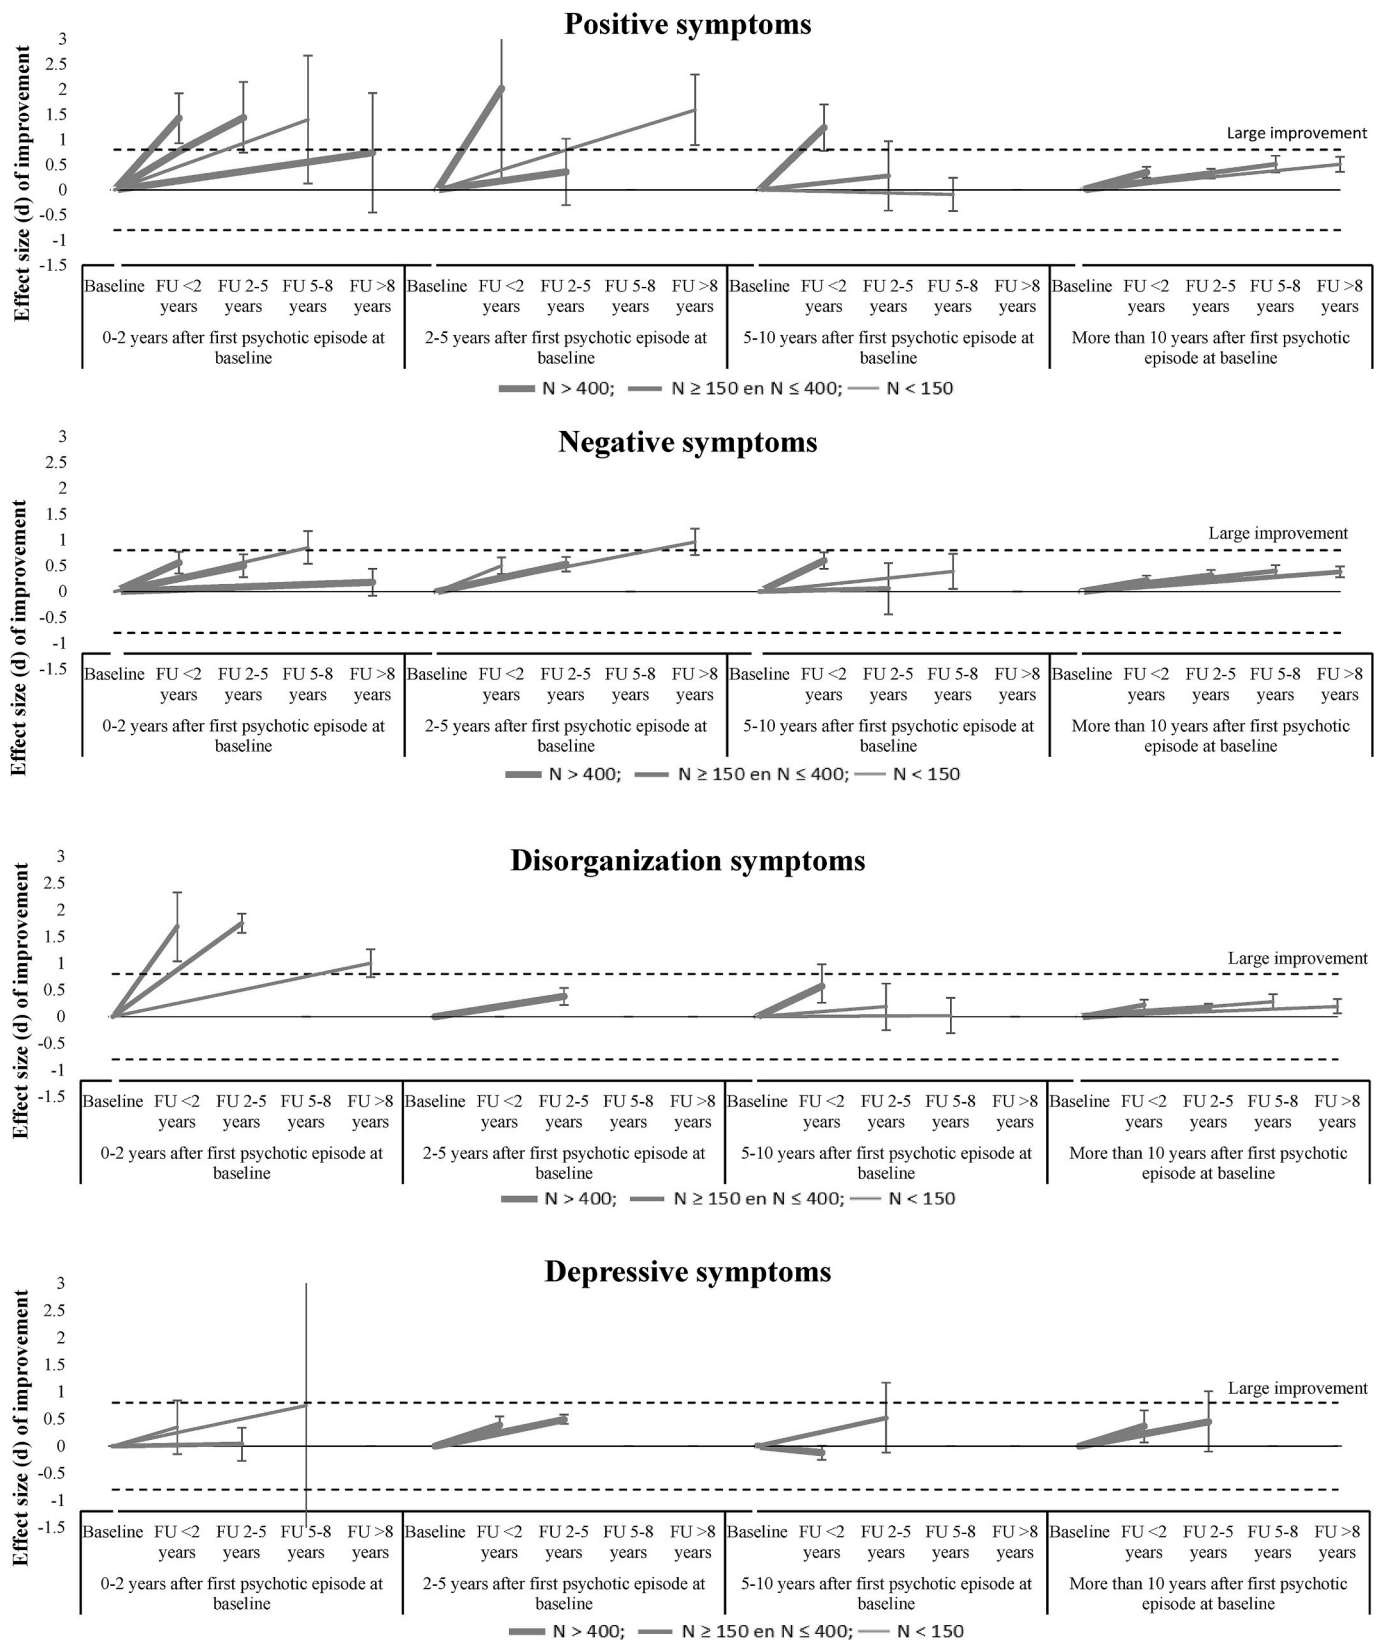 Positive symptoms
Effect size (d) of improvement
3
2.5
2
1.5
1
0.5
0
-0.5
-1
-1.5
Large improvement
Baseline FU <2 years FU 2-5 years FU 5-8 years FU >8 years
0-2 years after first psychotic episode at baseline
Baseline FU <2 years FU 2-5 years FU 5-8 years FU >8 years
2-5 years after first psychotic episode at baseline
Baseline FU <2 years FU 2-5 years FU 5-8 years FU >8 years
5-10 years after first psychotic episode at baseline
Baseline FU <2 years FU 2-5 years FU 5-8 years FU >8 years
More than 10 years after first psychotic episode at baseline
N > 400; N ≥ 150 en N ≤ 400; N < 150
Negative symptoms
Effect size (d) of improvement
3
2.5
2
1.5
1
0.5
0
-0.5
-1
-1.5
Large improvement
Baseline FU <2 years FU 2-5 years FU 5-8 years FU >8 years
0-2 years after first psychotic episode at baseline
Baseline FU <2 years FU 2-5 years FU 5-8 years FU >8 years
2-5 years after first psychotic episode at baseline
Baseline FU <2 years FU 2-5 years FU 5-8 years FU >8 years
5-10 years after first psychotic episode at baseline
Baseline FU <2 years FU 2-5 years FU 5-8 years FU >8 years
More than 10 years after first psychotic episode at baseline
N > 400; N ≥ 150 en N ≤ 400; N < 150
Disorganization symptoms
Effect size (d) of improvement
3
2.5
2
1.5
1
0.5
0
-0.5
-1
-1.5
Large improvement
Baseline FU <2 years FU 2-5 years FU 5-8 years FU >8 years
0-2 years after first psychotic episode at baseline
Baseline FU <2 years FU 2-5 years FU 5-8 years FU >8 years
2-5 years after first psychotic episode at baseline
Baseline FU <2 years FU 2-5 years FU 5-8 years FU >8 years
5-10 years after first psychotic episode at baseline
Baseline FU <2 years FU 2-5 years FU 5-8 years FU >8 years
More than 10 years after first psychotic episode at baseline
N > 400; N ≥ 150 en N ≤ 400; N < 150
Depressive symptoms
Effect size (d) of improvement
3
2.5
2
1.5
1
0.5
0
-0.5
-1
-1.5
Large improvement
Baseline FU <2 years FU 2-5 years FU 5-8 years FU >8 years
0-2 years after first psychotic episode at baseline
Baseline FU <2 years FU 2-5 years FU 5-8 years FU >8 years
2-5 years after first psychotic episode at baseline
Baseline FU <2 years FU 2-5 years FU 5-8 years FU >8 years
5-10 years after first psychotic episode at baseline
Baseline FU <2 years FU 2-5 years FU 5-8 years FU >8 years
More than 10 years after first psychotic episode at baseline
N > 400; N ≥ 150 en N ≤ 400; N < 150